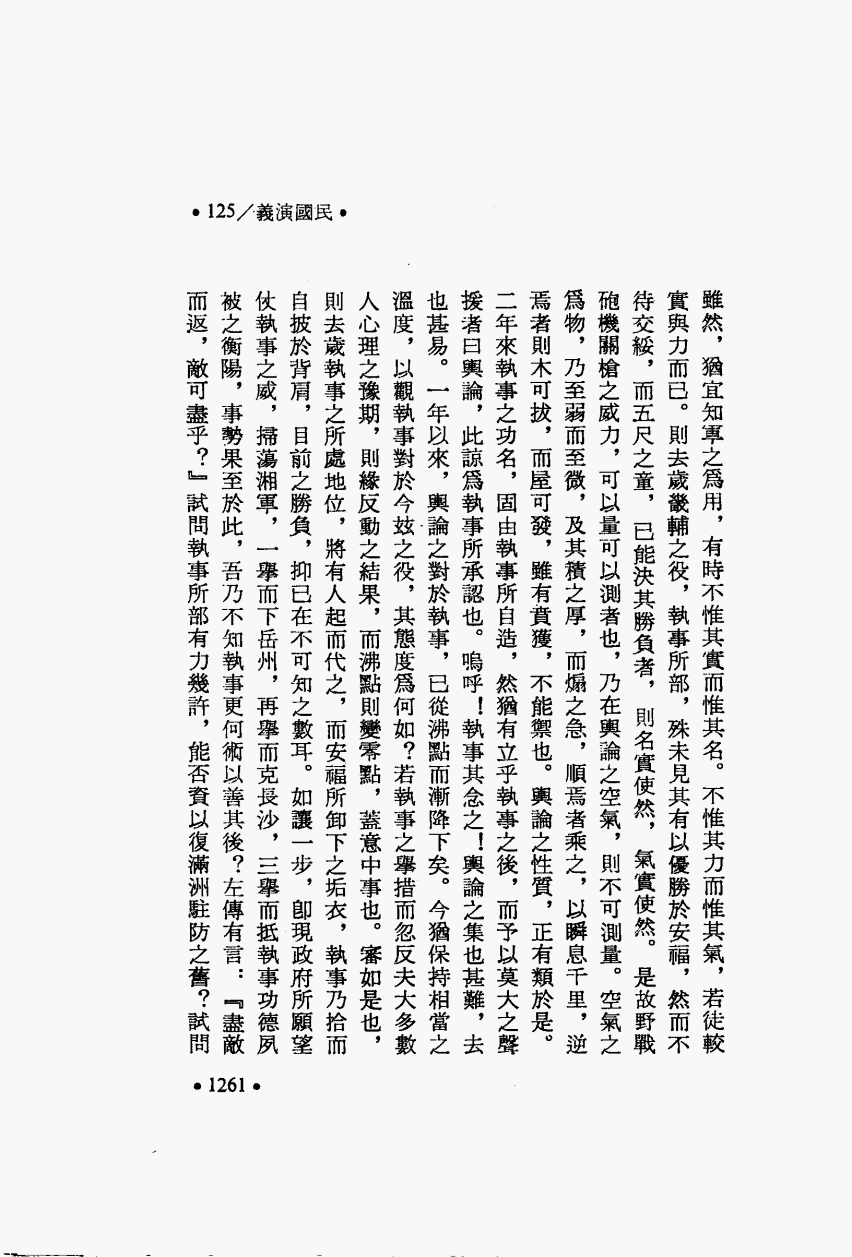 •125／義演國民•
雖然，猶宜知軍之爲用，有時不惟其實而惟其名。不惟其力而惟其氣，若徒較
實與力而已。則去歲畿輔之役，執事所部，殊未見其有以優勝於安福，然而不
待交綏，而五尺之童，已能決其勝負者，則名實使然，氣實使然。是故野戰
砲機關槍之威力，可以量可以測者也，乃在輿論之空氣，則不可測量。空氣之
爲物，乃至弱而至微，及其積之厚，而煽之急，順焉者乘之，以瞬息千里，逆
焉者則木可拔，而屋可發，雖有賁獲，不能禦也。輿論之性質，正有類於是。
二年來執事之功名，固由執事所自造，然猶有立乎執事之後，而予以莫大之聲
援者曰輿論，此諒爲執事所承認也。嗚呼！執事其念之！輿論之集也甚難，去
也甚易。一年以來，輿論之對於執事，已從沸點而漸降下矣。今猶保持相當之
溫度，以觀執事對於今玆之役，其態度爲何如？若執事之舉措而忽反夫大多數
人心理之豫期，則緣反動之結果，而沸點則變零點，蓋意中事也。審如是也，
則去歲執事之所處地位，將有人起而代之，而安福所卸下之垢衣，執事乃拾而
自披於背肩，目前之勝負，抑已在不可知之數耳。如讓一步，卽現政府所願望
仗執事之威，掃蕩湘軍，一舉而下岳州，再舉而克長沙，三舉而抵執事功德夙
被之衡陽，事勢果至於此，吾乃不知執事更何術以善其後？左傳有言：『盡敵
而返，敵可盡乎？』試問執事所部有力幾許，能否資以復滿洲駐防之舊？試問
•1261•